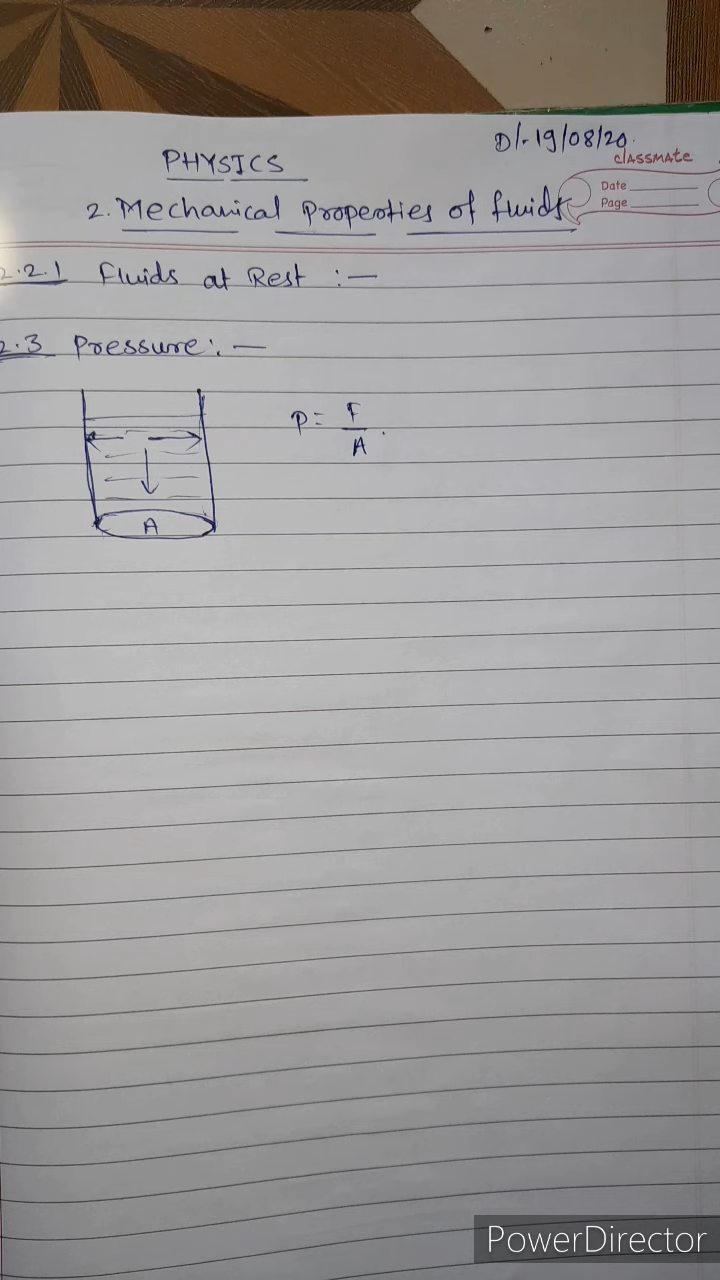 D/-19/08/20.
PHYSICS
classmate
Date
Page
2. Mechanical Properties of fluids
2.2.1 Fluids at Rest :—
2.3 Pressure:. —
P = F
A
A
PowerDirector